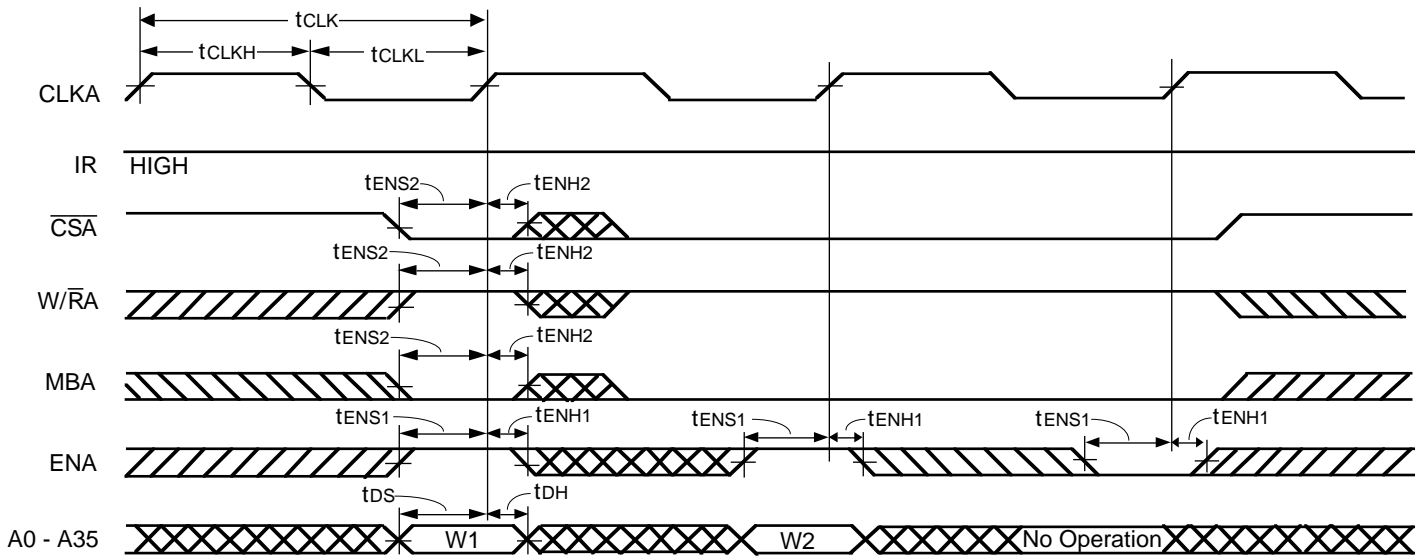 tCLK
tCLKH tCLKL
CLKA
IR HIGH
tENS2 tENH2
CSA
tENS2 tENH2
W/RA
tENS2 tENH2
MBA
tENS1 tENH1 tENS1 tENH1 tENS1 tENH1
ENA
tDS tDH
A0 - A35 W1 W2 No Operation